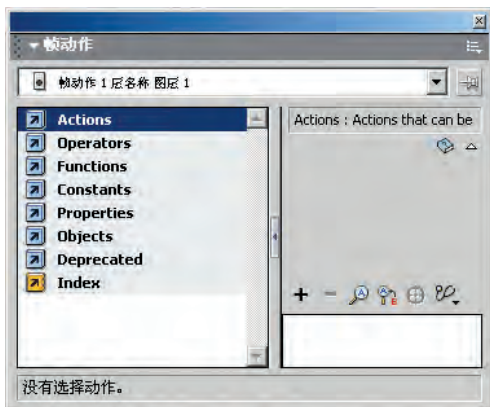 帧动作
帧动作 1 层名称 图层 1
Actions
Operators
Functions
Constants
Properties
Objects
Deprecated
Index
Actions : Actions that can be
没有选择动作。